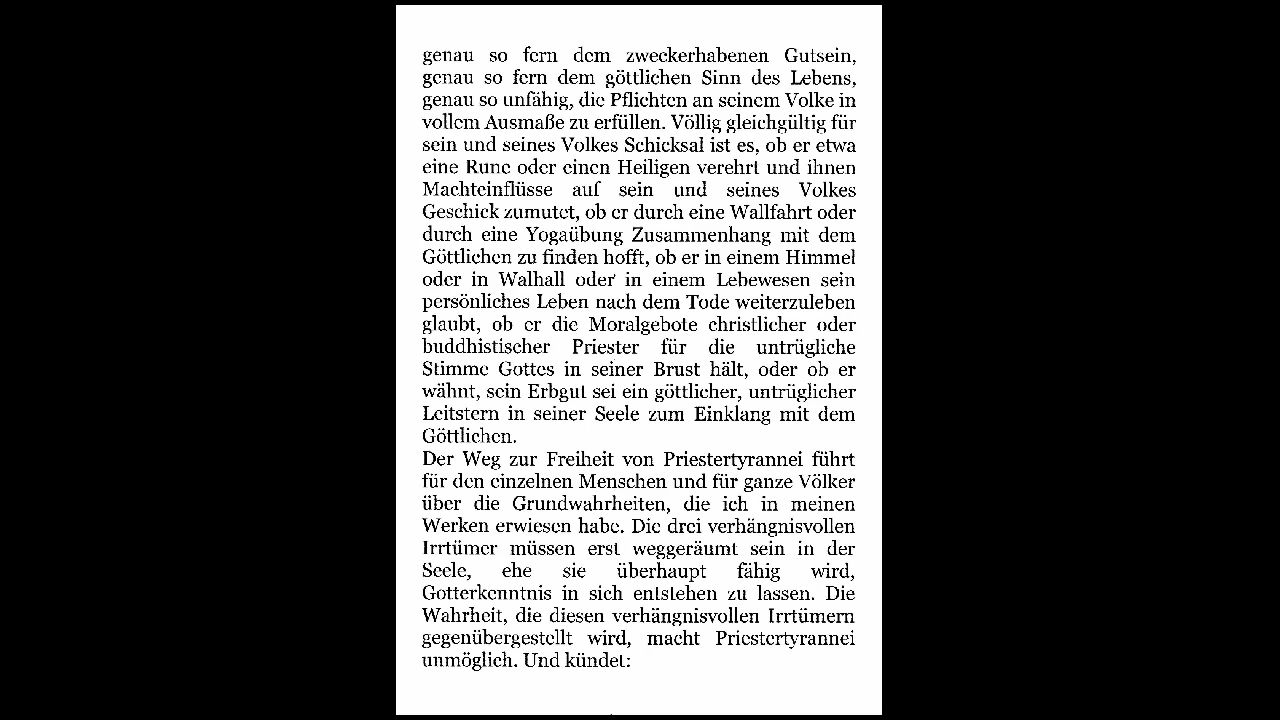 genau so fern dem zweckerhabenen Gutsein,
genau so fern dem göttlichen Sinn des Lebens,
genau so unfähig, die Pflichten an seinem Volke in
vollem Ausmaße zu erfüllen. Völlig gleichgültig für
sein und seines Volkes Schicksal ist es, ob er etwa
eine Rune oder einen Heiligen verehrt und ihnen
Machteinflüsse auf sein und seines Volkes
Geschick zumutet, ob er durch eine Wallfahrt oder
durch eine Yogaübung Zusammenhang mit dem
Göttlichen zu finden hofft, ob er in einem Himmel
oder in Walhall oder in einem Lebewesen sein
persönliches Leben nach dem Tode weiterzuleben
glaubt, ob er die Moralgebote christlicher oder
buddhistischer Priester für die untrügliche
Stimme Gottes in seiner Brust hält, oder ob er
wähnt, sein Erbgut sei ein göttlicher, untrüglicher
Leitstern in seiner Seele zum Einklang mit dem
Göttlichen.
Der Weg zur Freiheit von Priestertyrannei führt
für den einzelnen Menschen und für ganze Völker
über die Grundwahrheiten, die ich in meinen
Werken erwiesen habe. Die drei verhängnisvollen
Irrtümer müssen erst weggeräumt sein in der
Seele, ehe sie überhaupt fähig wird,
Gotterkenntnis in sich entstehen zu lassen. Die
Wahrheit, die diesen verhängnisvollen Irrtümern
gegenübergestellt wird, macht Priestertyrannei
unmöglich. Und kündet: